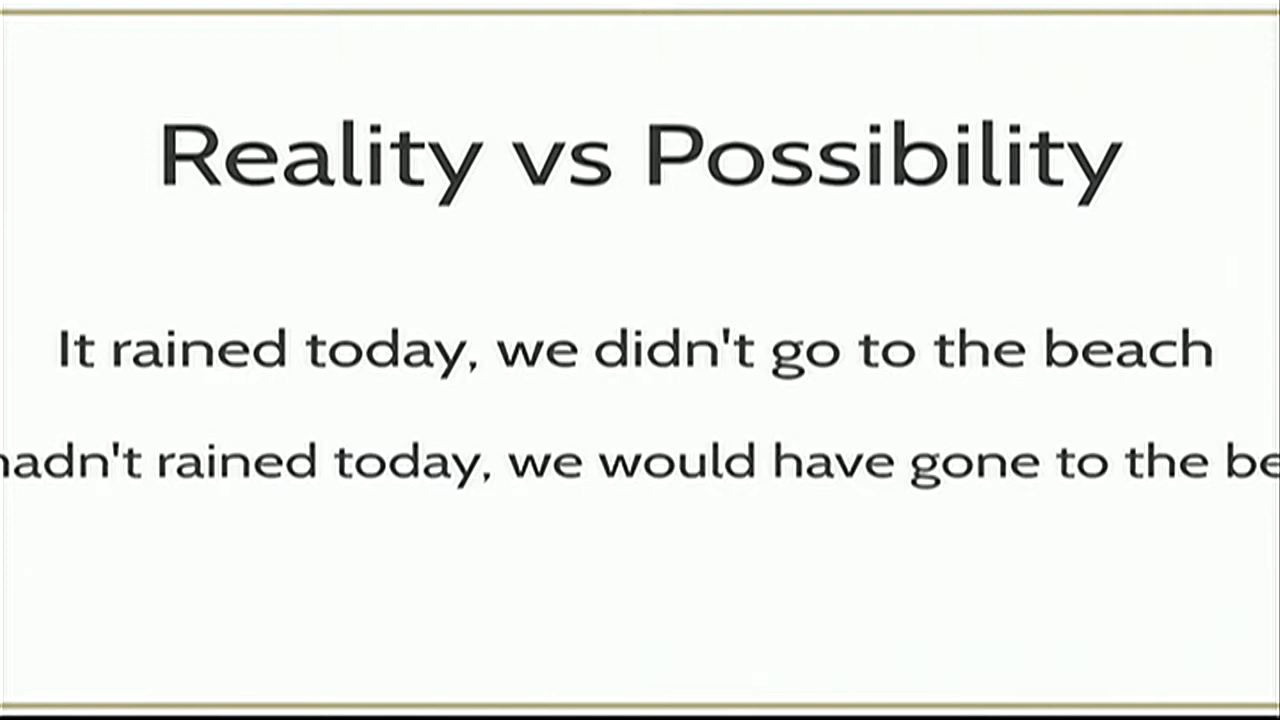 Reality vs Possibility
It rained today, we didn't go to the beach
hadn't rained today, we would have gone to the be